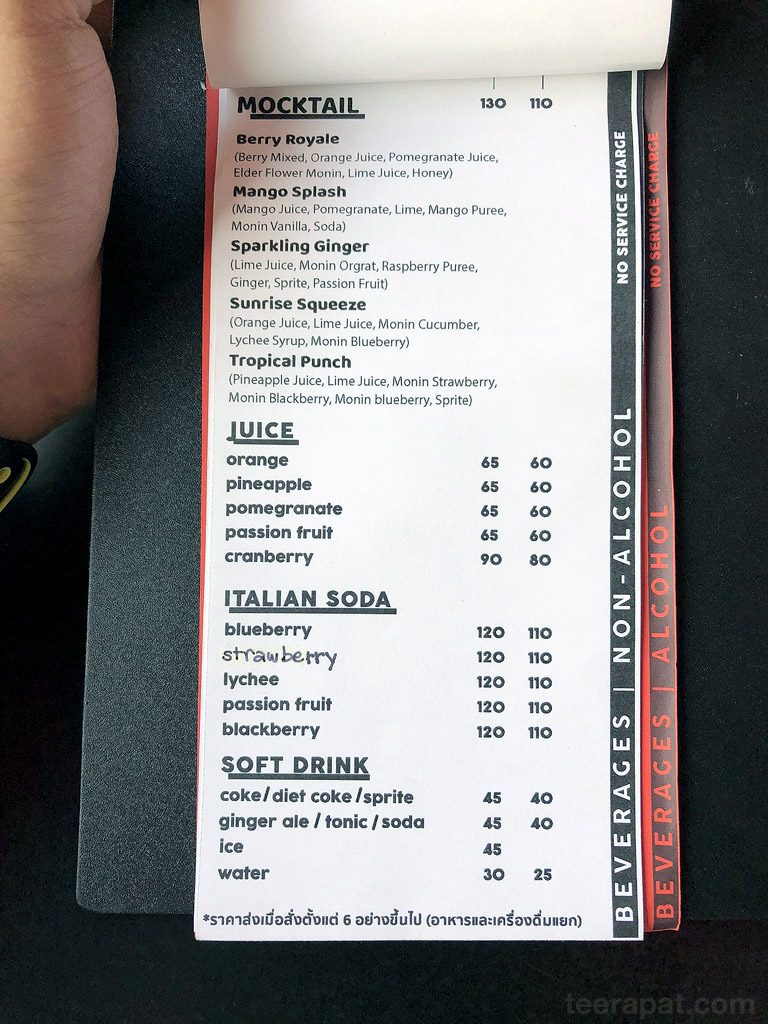 MOCKTAIL 130 110
Berry Royale
(Berry Mixed, Orange Juice, Pomegranate Juice,
Elder Flower Monin, Lime Juice, Honey)
Mango Splash
(Mango Juice, Pomegranate, Lime, Mango Puree,
Monin Vanilla, Soda)
Sparkling Ginger
(Lime Juice, Monin Orgrat, Raspberry Puree,
Ginger, Sprite, Passion Fruit)
Sunrise Squeeze
(Orange Juice, Lime Juice, Monin Cucumber,
Lychee Syrup, Monin Blueberry)
Tropical Punch
(Pineapple Juice, Lime Juice, Monin Strawberry,
Monin Blackberry, Monin blueberry, Sprite)
JUICE
orange 65 60
pineapple 65 60
pomegranate 65 60
passion fruit 65 60
cranberry 90 80
ITALIAN SODA
blueberry 120 110
strawberry 120 110
lychee 120 110
passion fruit 120 110
blackberry 120 110
SOFT DRINK
coke/diet coke/sprite 45 40
ginger ale / tonic / soda 45 40
ice 45
water 30 25
*ราคาส่งเมื่อสั่งตั้งแต่ 6 อย่างขึ้นไป (อาหารและเครื่องดื่มแยก)
BEVERAGES | NON-ALCOHOL NO SERVICE CHARGE
BEVERAGES | ALCOHOL NO SERVICE CHARGE
teerapat.com